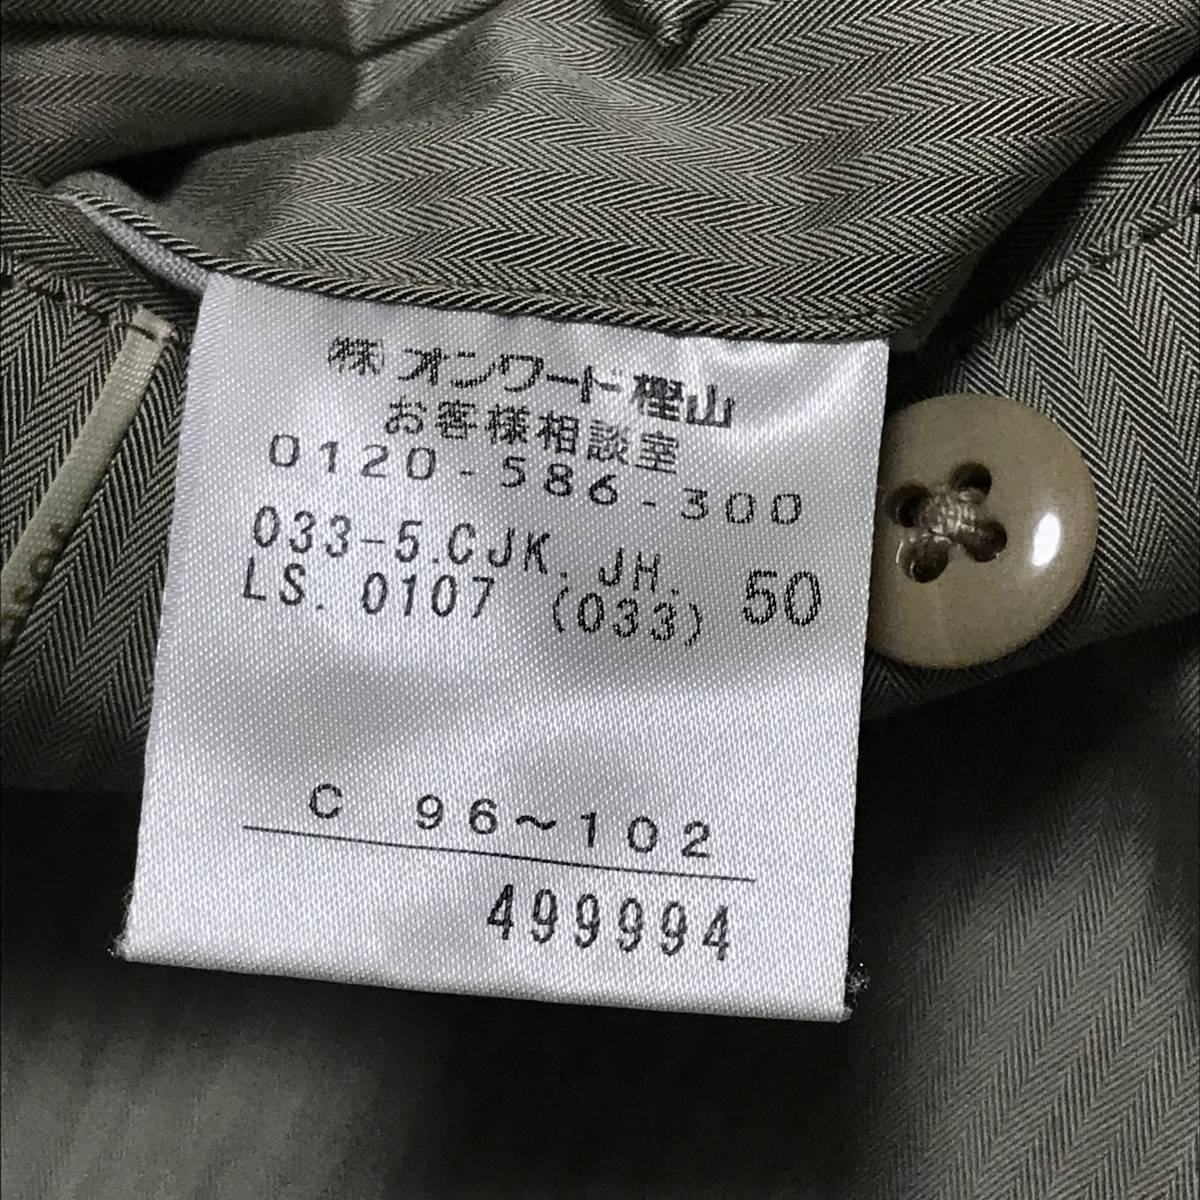 (株)オンワード樫山
お客様相談室
0120-586-300
033-5.CJK.JH. 50
LS. 0107 (033)
C 96~102
499994